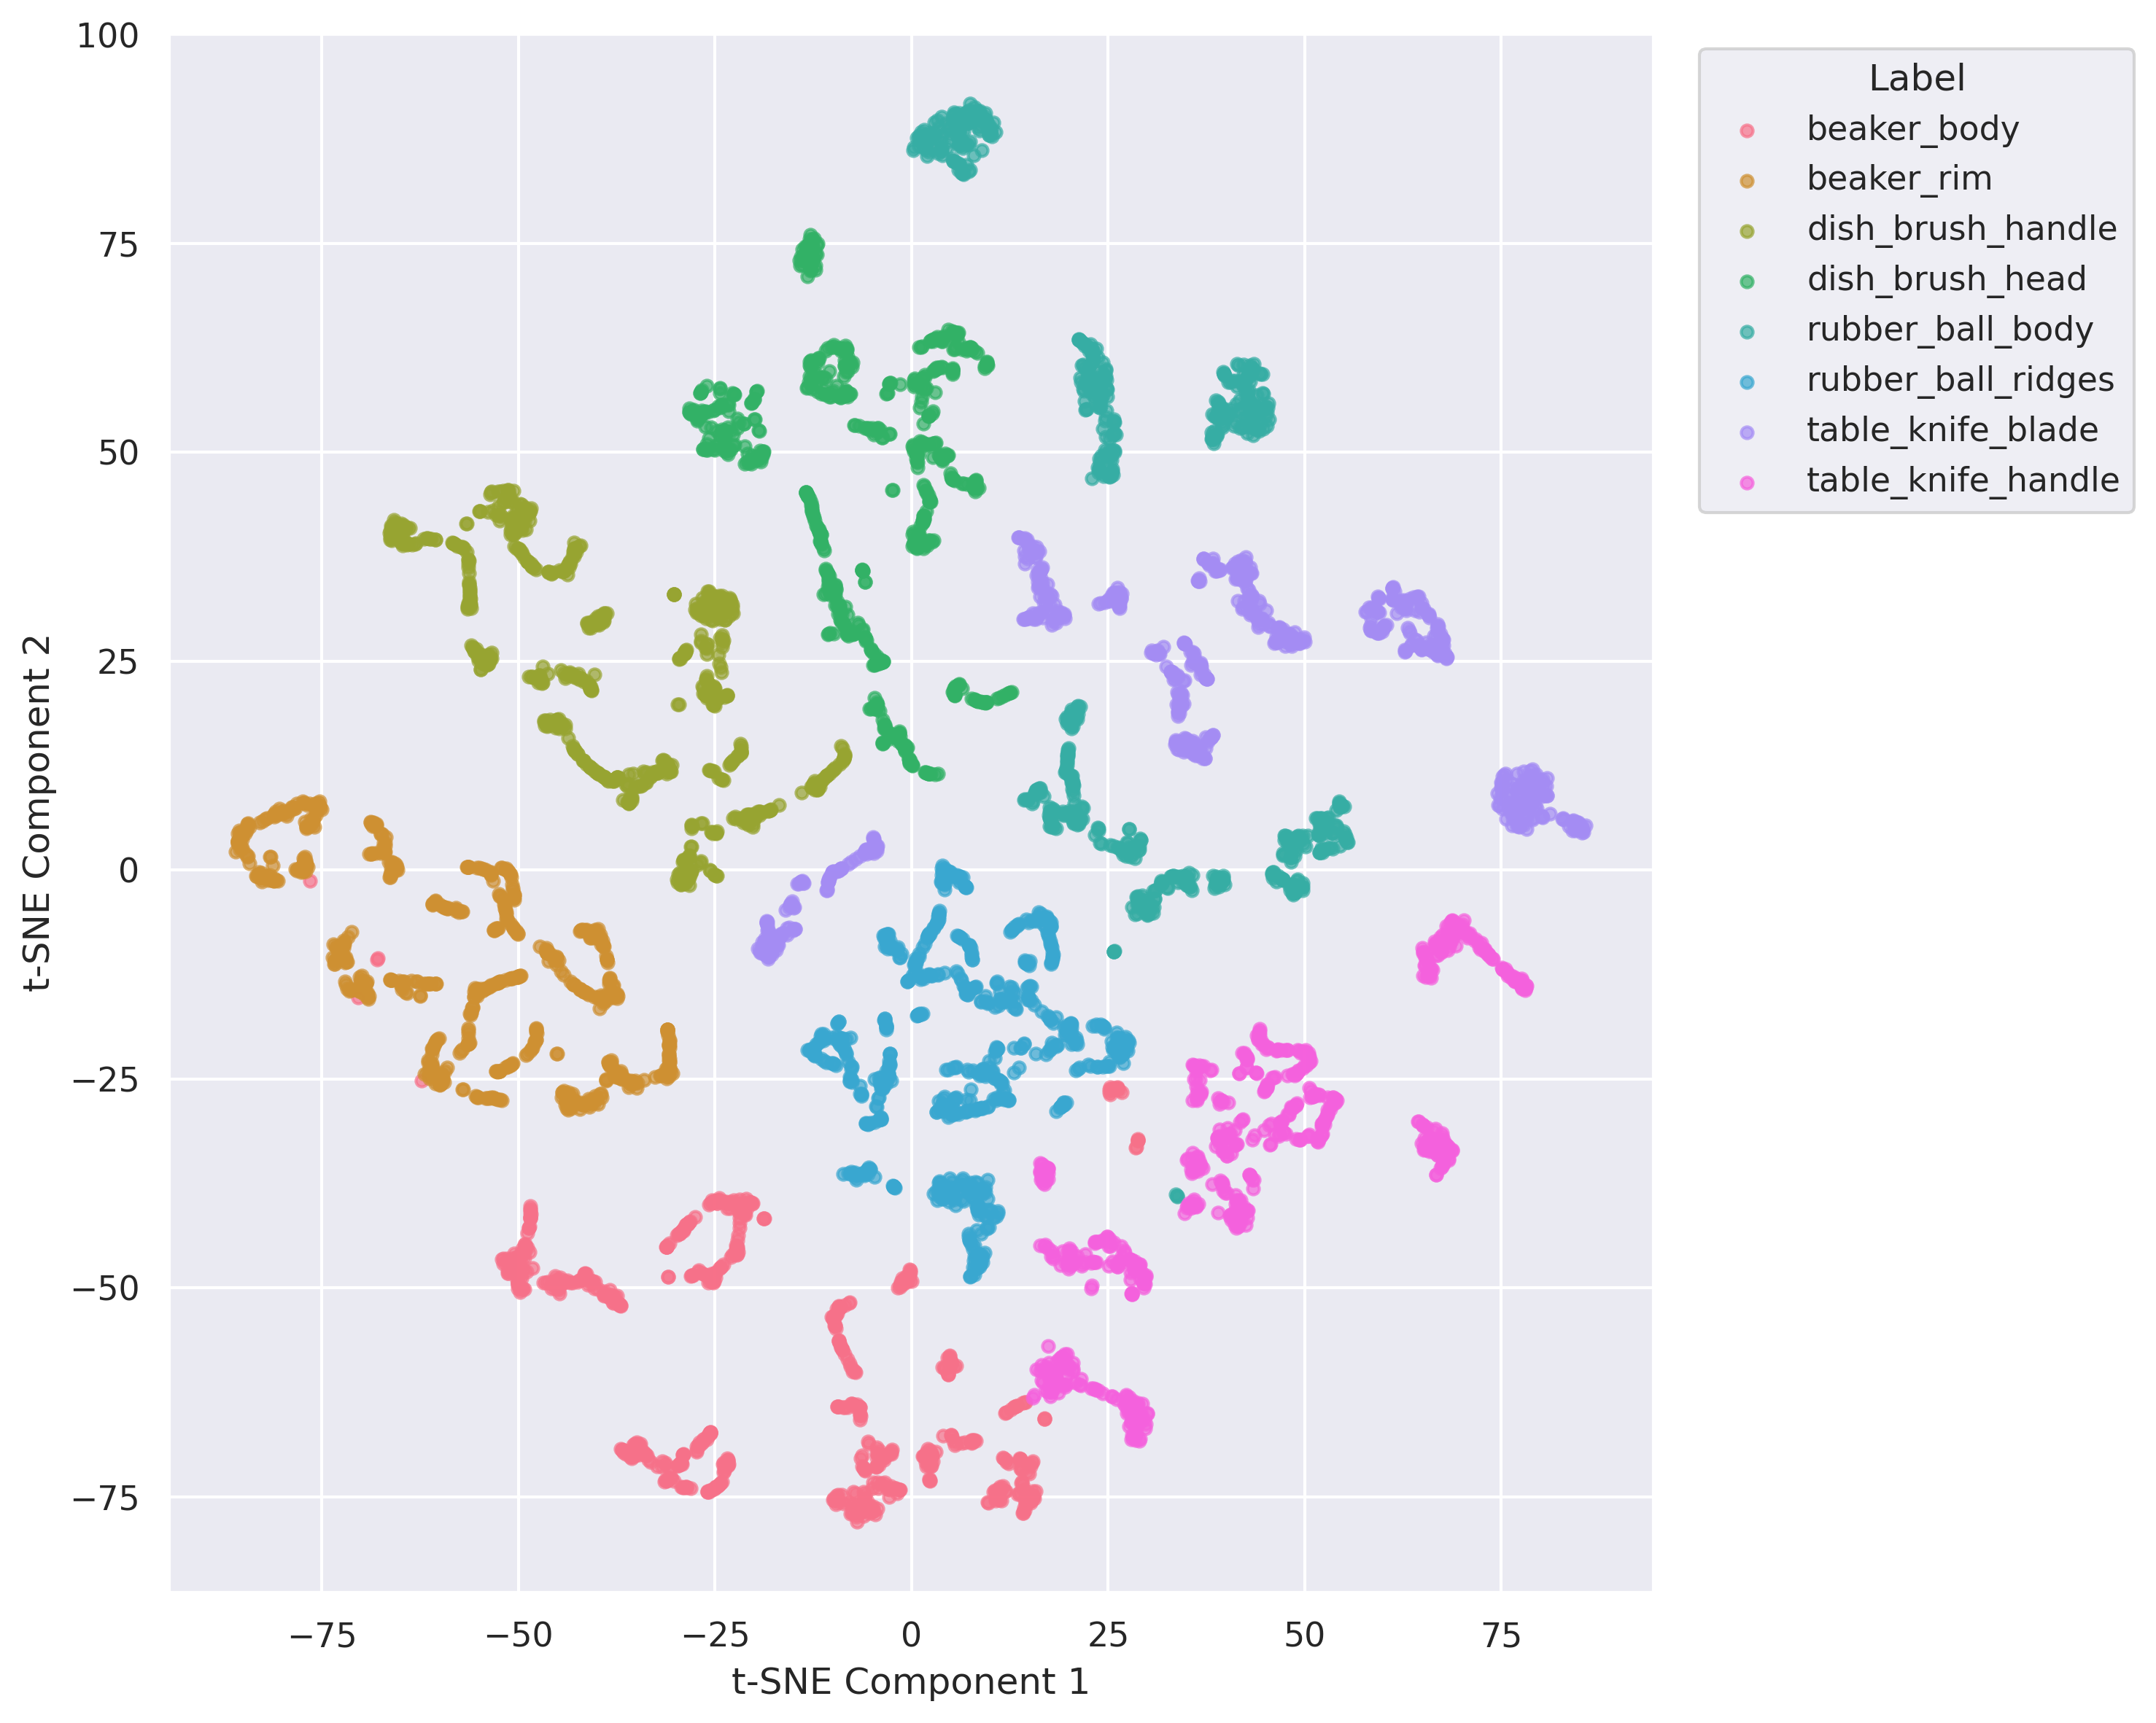 Label
beaker_body
beaker_rim
dish_brush_handle
dish_brush_head
rubber_ball_body
rubber_ball_ridges
table_knife_blade
table_knife_handle
t-SNE Component 2
100
75
50
25
0
−25
−50
−75
−75 −50 −25 0 25 50 75
t-SNE Component 1